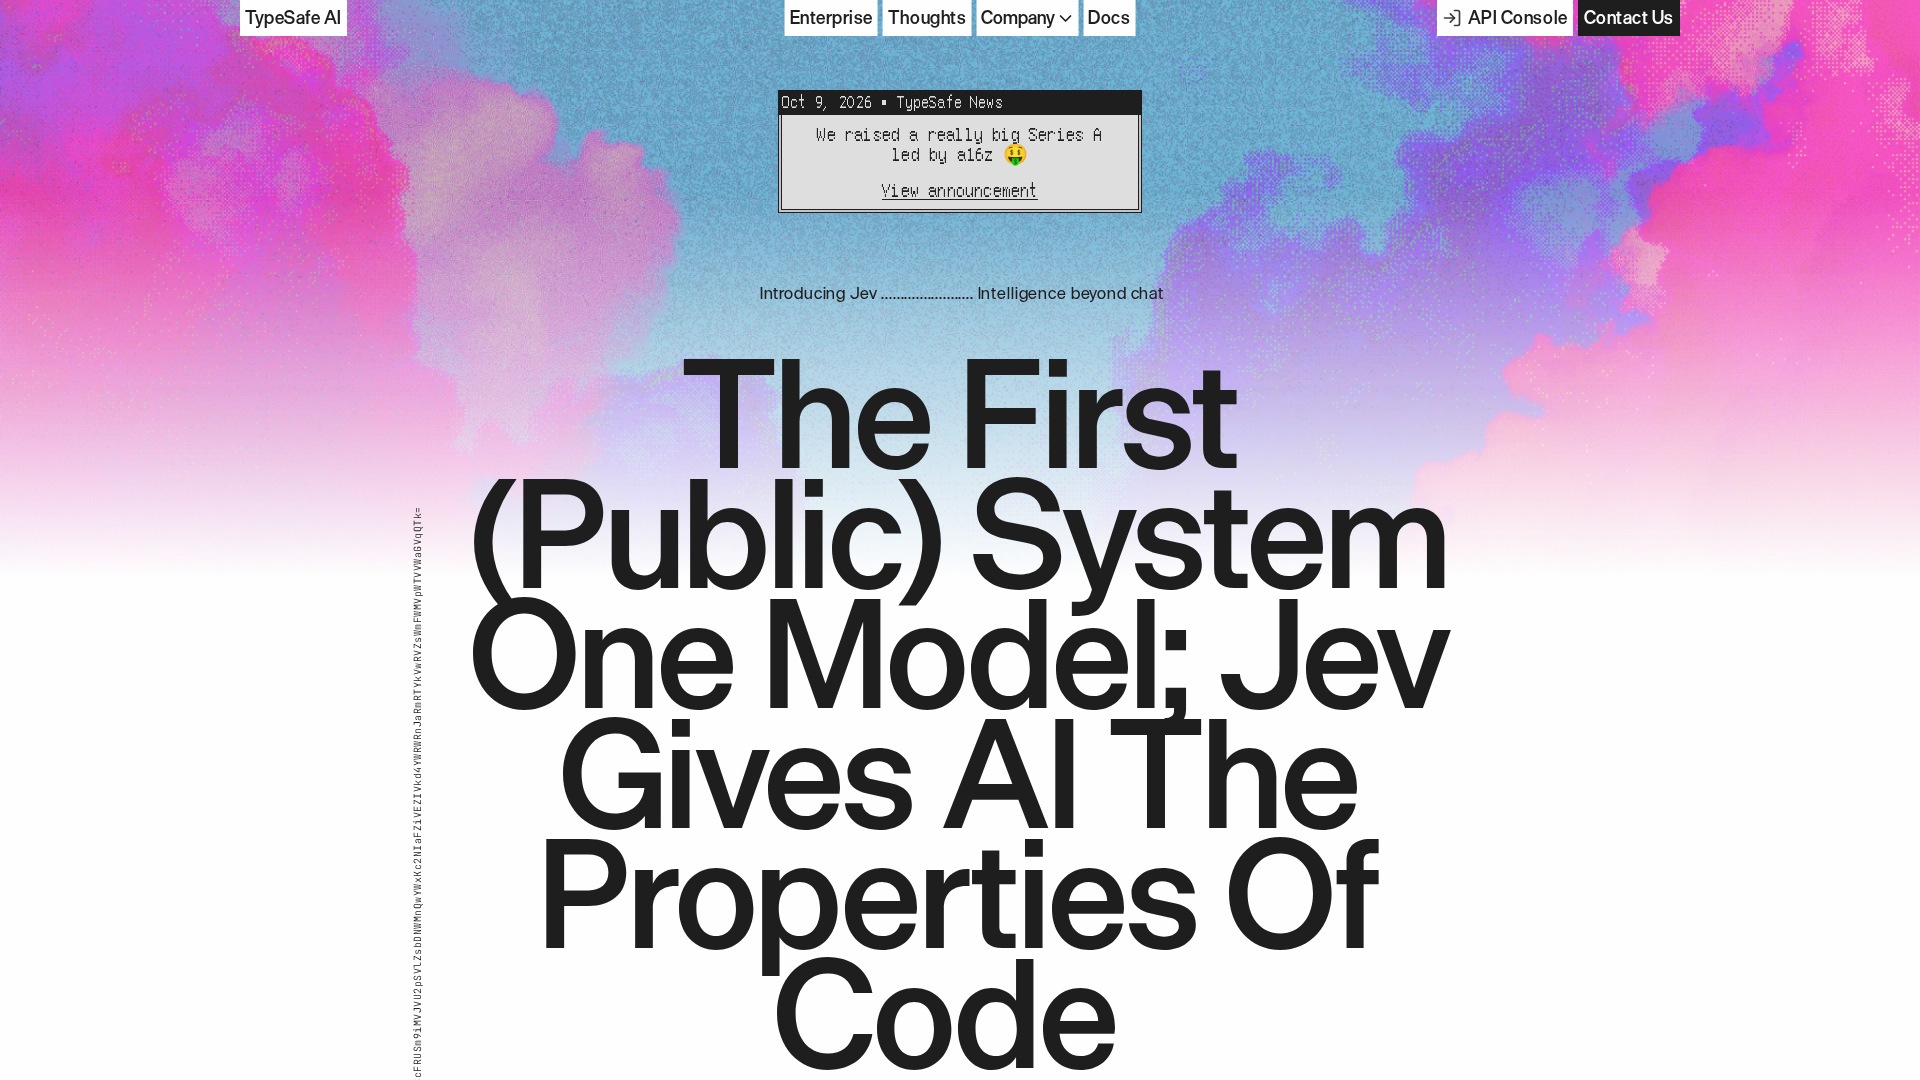 TypeSafe AI
Enterprise
Thoughts
Company
Docs
API Console
Contact Us
Oct 9, 2026 ▪ TypeSafe News
We raised a really big Series A
led by a16z 🤑
View announcement
Introducing Jev ........................ Intelligence beyond chat
The First
(Public) System
One Model; Jev
Gives AI The
Properties Of
Code